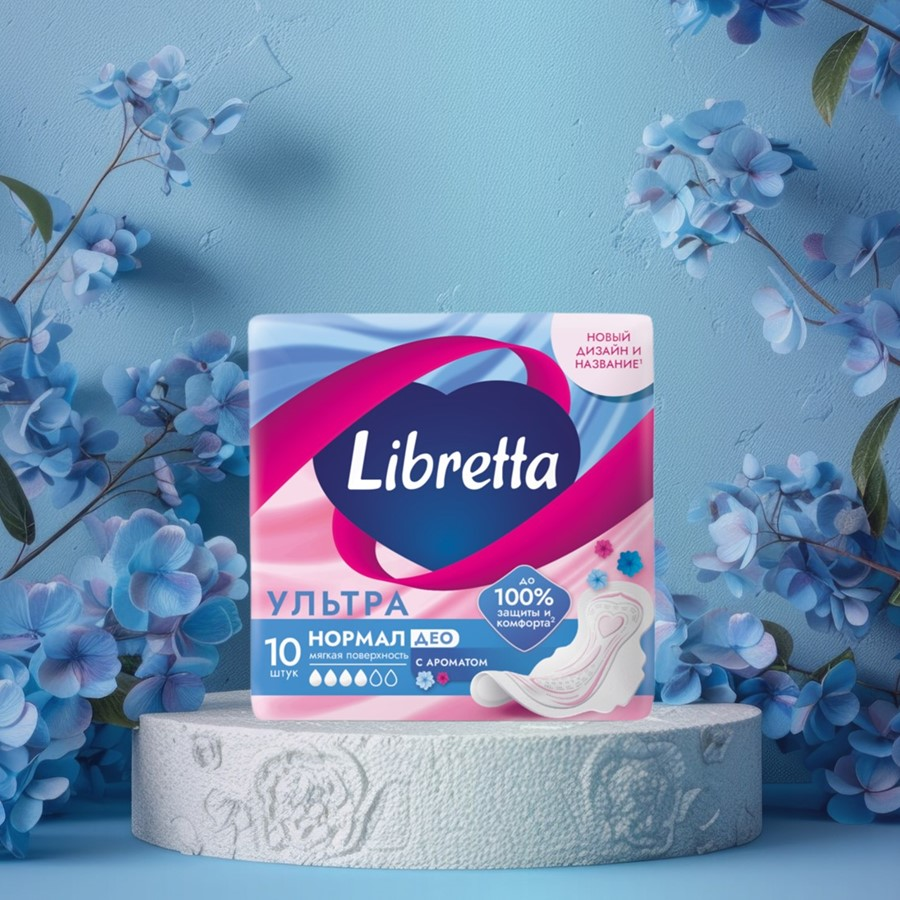 НОВЫЙ
ДИЗАЙН И
НАЗВАНИЕ¹
Libretta
УЛЬТРА
ДО
100%
ЗАЩИТЫ И
КОМФОРТА²
10
ШТУК
НОРМАЛ ДЕО
МЯГКАЯ ПОВЕРХНОСТЬ
С АРОМАТОМ